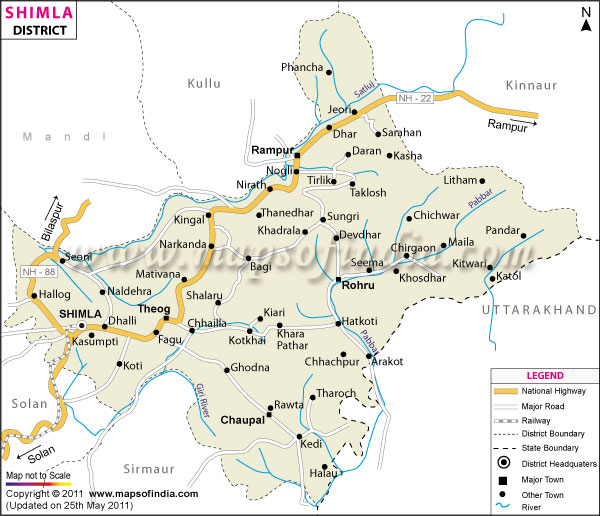 SHIMLA
DISTRICT
N
Phancha
Kullu
Satluj
Kinnaur
NH - 22
Jeori
Rampur
Mandi
Dhar
Sarahan
Rampur
Daran
Kasha
Nogli
Nirath
Tirlik
Taklosh
Litham
Pabbar
Bilaspur
Kingal
Thanedhar
Sungri
Chichwar
Khadrala
Devdhar
Pandar
Narkanda
Maila
Chirgaon
Seoni
www.mapsofindia.com
Bagi
Seema
Kitwari
NH - 88
Mativana
Khosdhar
Katol
Naldehra
Rohru
Hallog
Shalaru
UTTARAKHAND
SHIMLA
Theog
Kiari
Dhalli
Chhailla
Hatkoti
Kasumpti
Fagu
Kotkhai
Khara
Pathar
Pabbar
Chhachpur
Arakot
Koti
Ghodna
Giri River
Tharoch
Solan
Rawta
Chaupal
Kedi
Solan
Sirmaur
Halau
LEGEND
National Highway
Major Road
Railway
District Boundary
State Boundary
District Headquaters
Major Town
Other Town
River
Map not to Scale
Copyright © 2011 www.mapsofindia.com
(Updated on 25th May 2011)